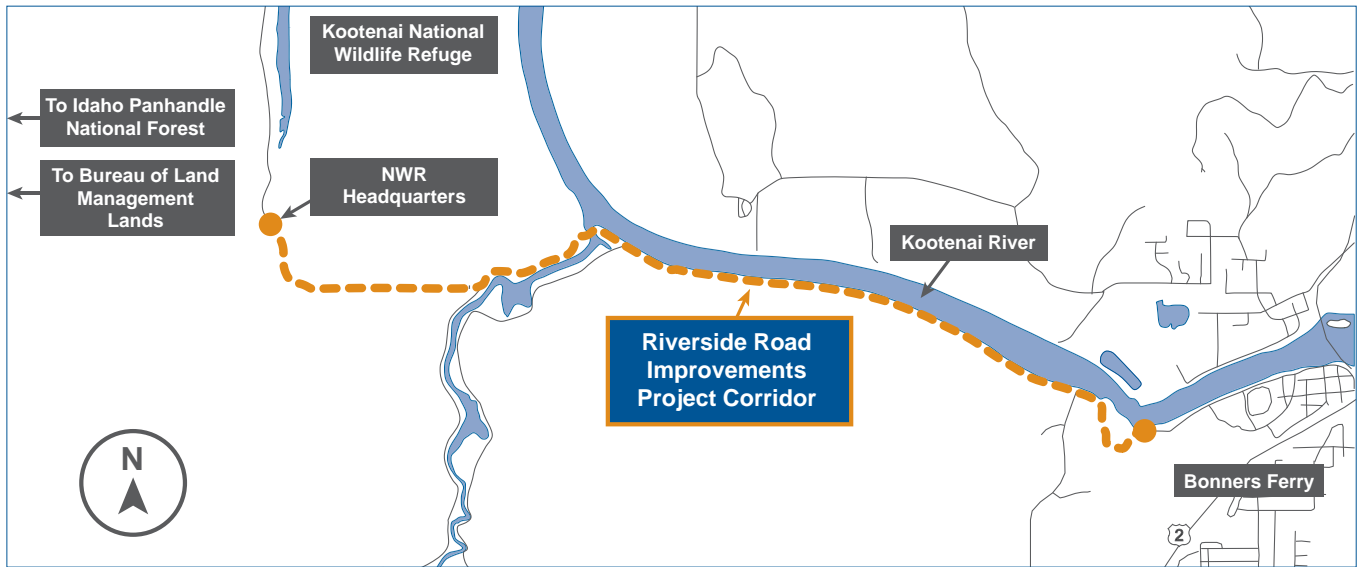 Kootenai National
Wildlife Refuge
To Idaho Panhandle
National Forest
To Bureau of Land
Management
Lands
NWR
Headquarters
Kootenai River
Riverside Road
Improvements
Project Corridor
N
Bonners Ferry
2